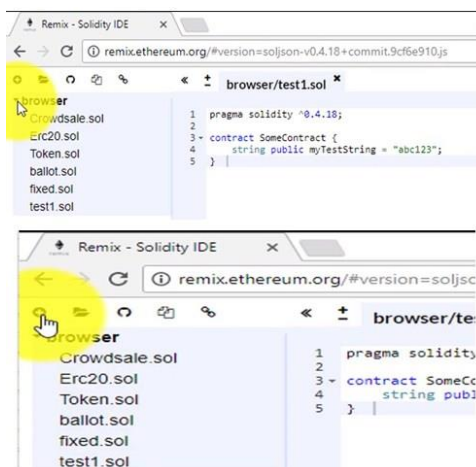 Remix - Solidity IDE
remix.ethereum.org/#version=soljson-v0.4.18+commit.9cf6e910.js
browser/test1.sol
browser
Crowdsale.sol
Erc20.sol
Token.sol
ballot.sol
fixed.sol
test1.sol
1 pragma solidity ^0.4.18;
2
3 contract SomeContract {
4 string public myTestString = "abc123";
5 }
Remix - Solidity IDE
remix.ethereum.org/#version=soljsc
browser/te
browser
Crowdsale.sol
Erc20.sol
Token.sol
ballot.sol
fixed.sol
test1.sol
1 pragma solidity
2
3 contract SomeCo
4 string publ
5 }